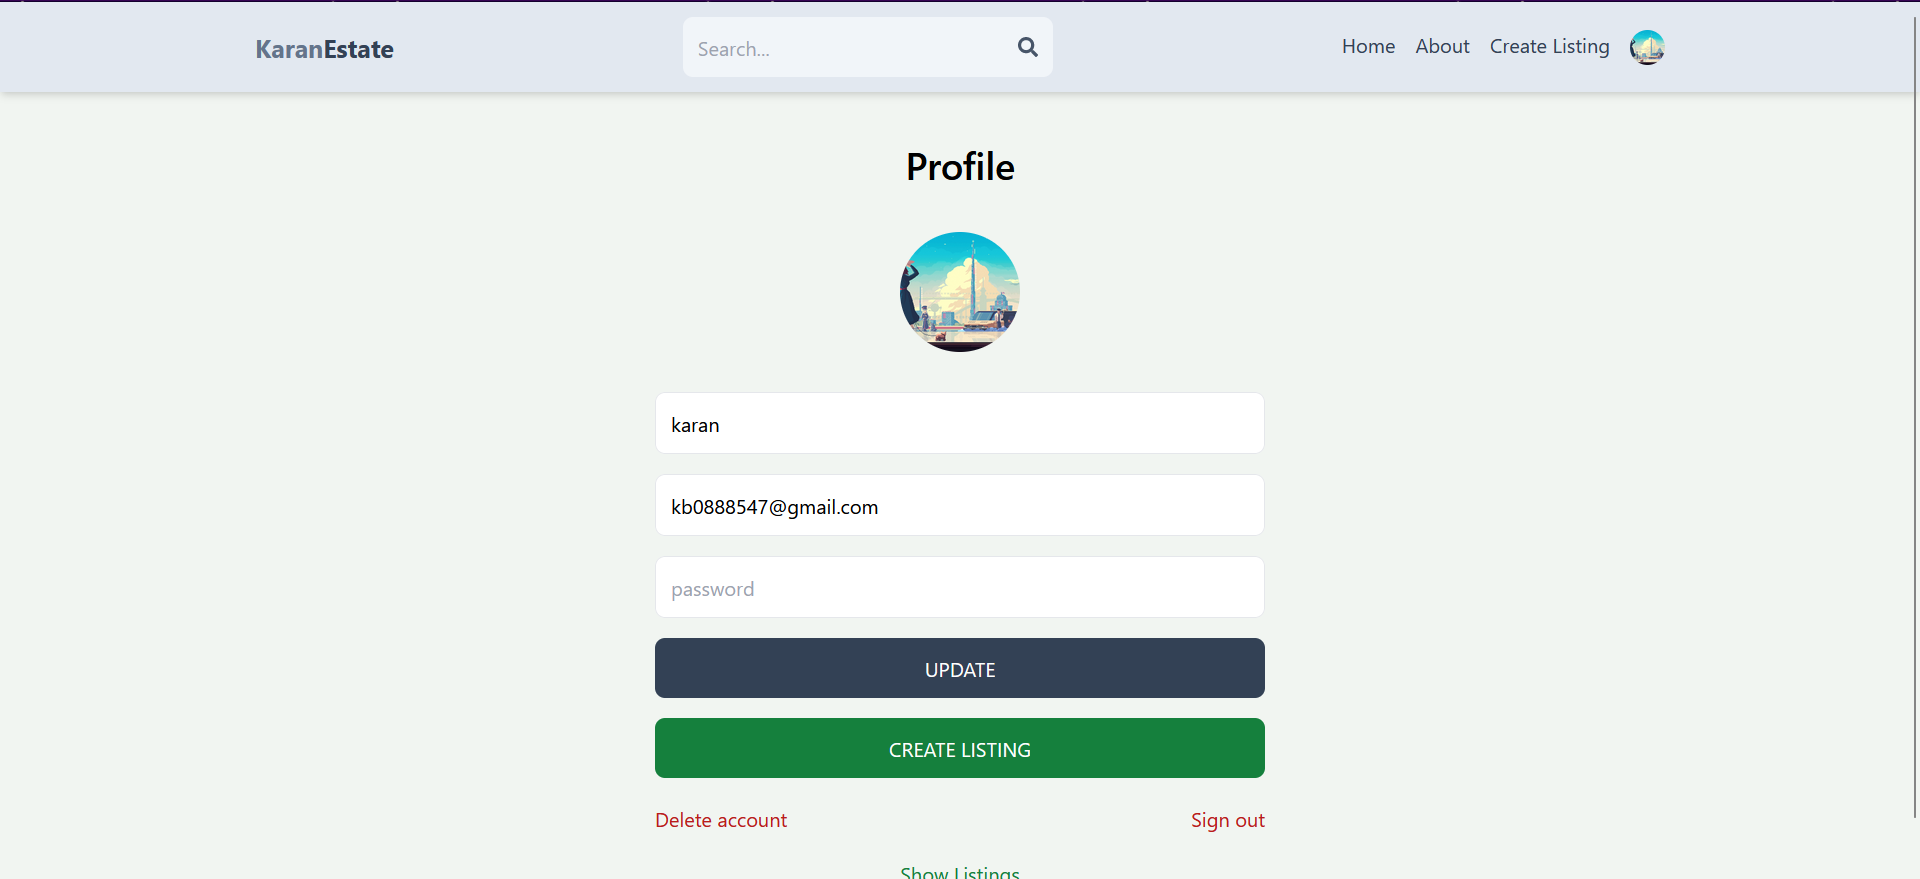 KaranEstate
Search...
Home About Create Listing
Profile
karan
kb0888547@gmail.com
password
UPDATE
CREATE LISTING
Delete account Sign out
Show Listings